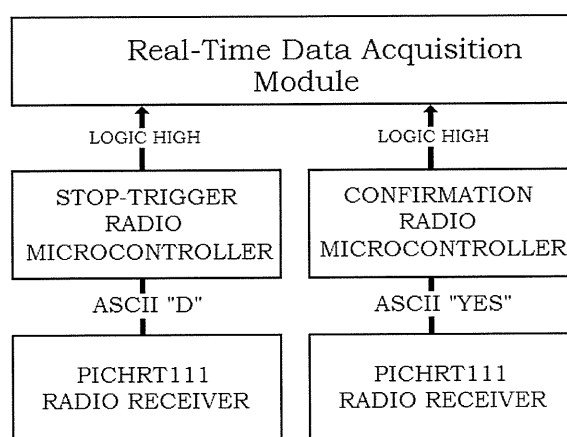 Real-Time Data Acquisition
Module
LOGIC HIGH
LOGIC HIGH
STOP-TRIGGER
RADIO
MICROCONTROLLER
CONFIRMATION
RADIO
MICROCONTROLLER
ASCII "D"
ASCII "YES"
PICHRT111
RADIO RECEIVER
PICHRT111
RADIO RECEIVER